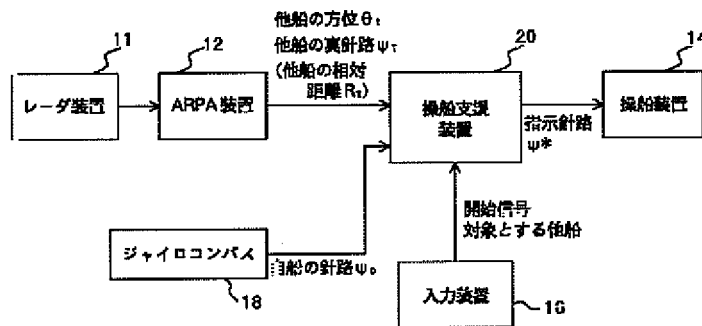 11
レーダ装置
12
ARPA装置
他船の方位θt
他船の真針路ψT
(他船の相対
距離Rt)
20
操船支援
装置
指示針路
ψ*
14
操船装置
ジャイロコンパス
18
自船の針路ψo
開始信号
対象とする他船
入力装置
16